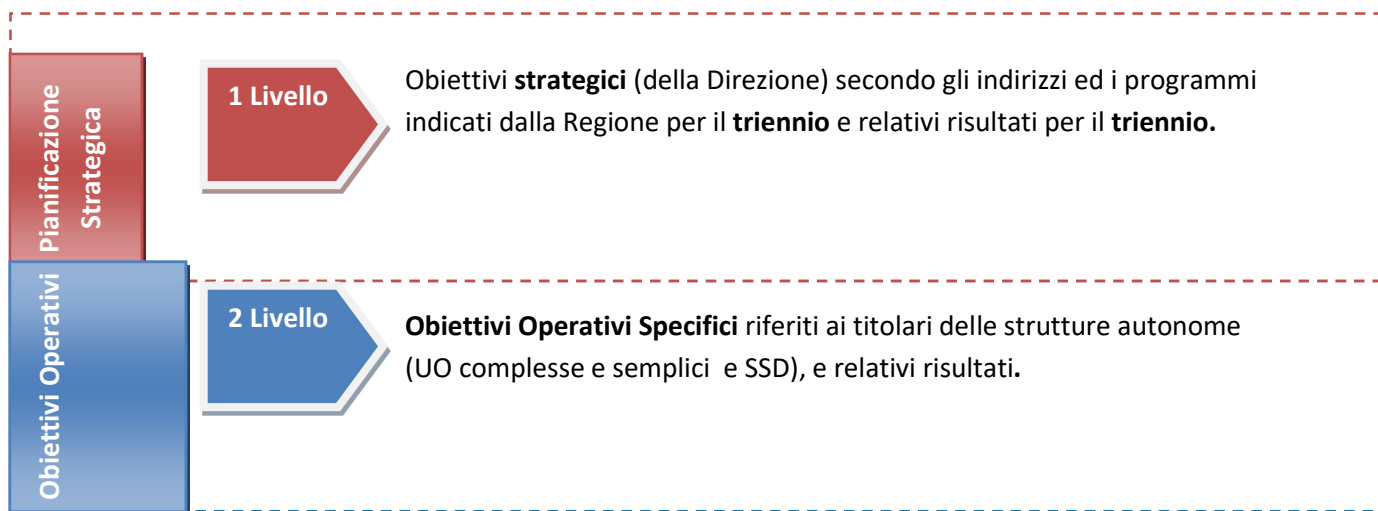 Pianificazione
Strategica
1 Livello
Obiettivi strategici (della Direzione) secondo gli indirizzi ed i programmi
indicati dalla Regione per il triennio e relativi risultati per il triennio.
Obiettivi Operativi
2 Livello
Obiettivi Operativi Specifici riferiti ai titolari delle strutture autonome
(UO complesse e semplici e SSD), e relativi risultati.